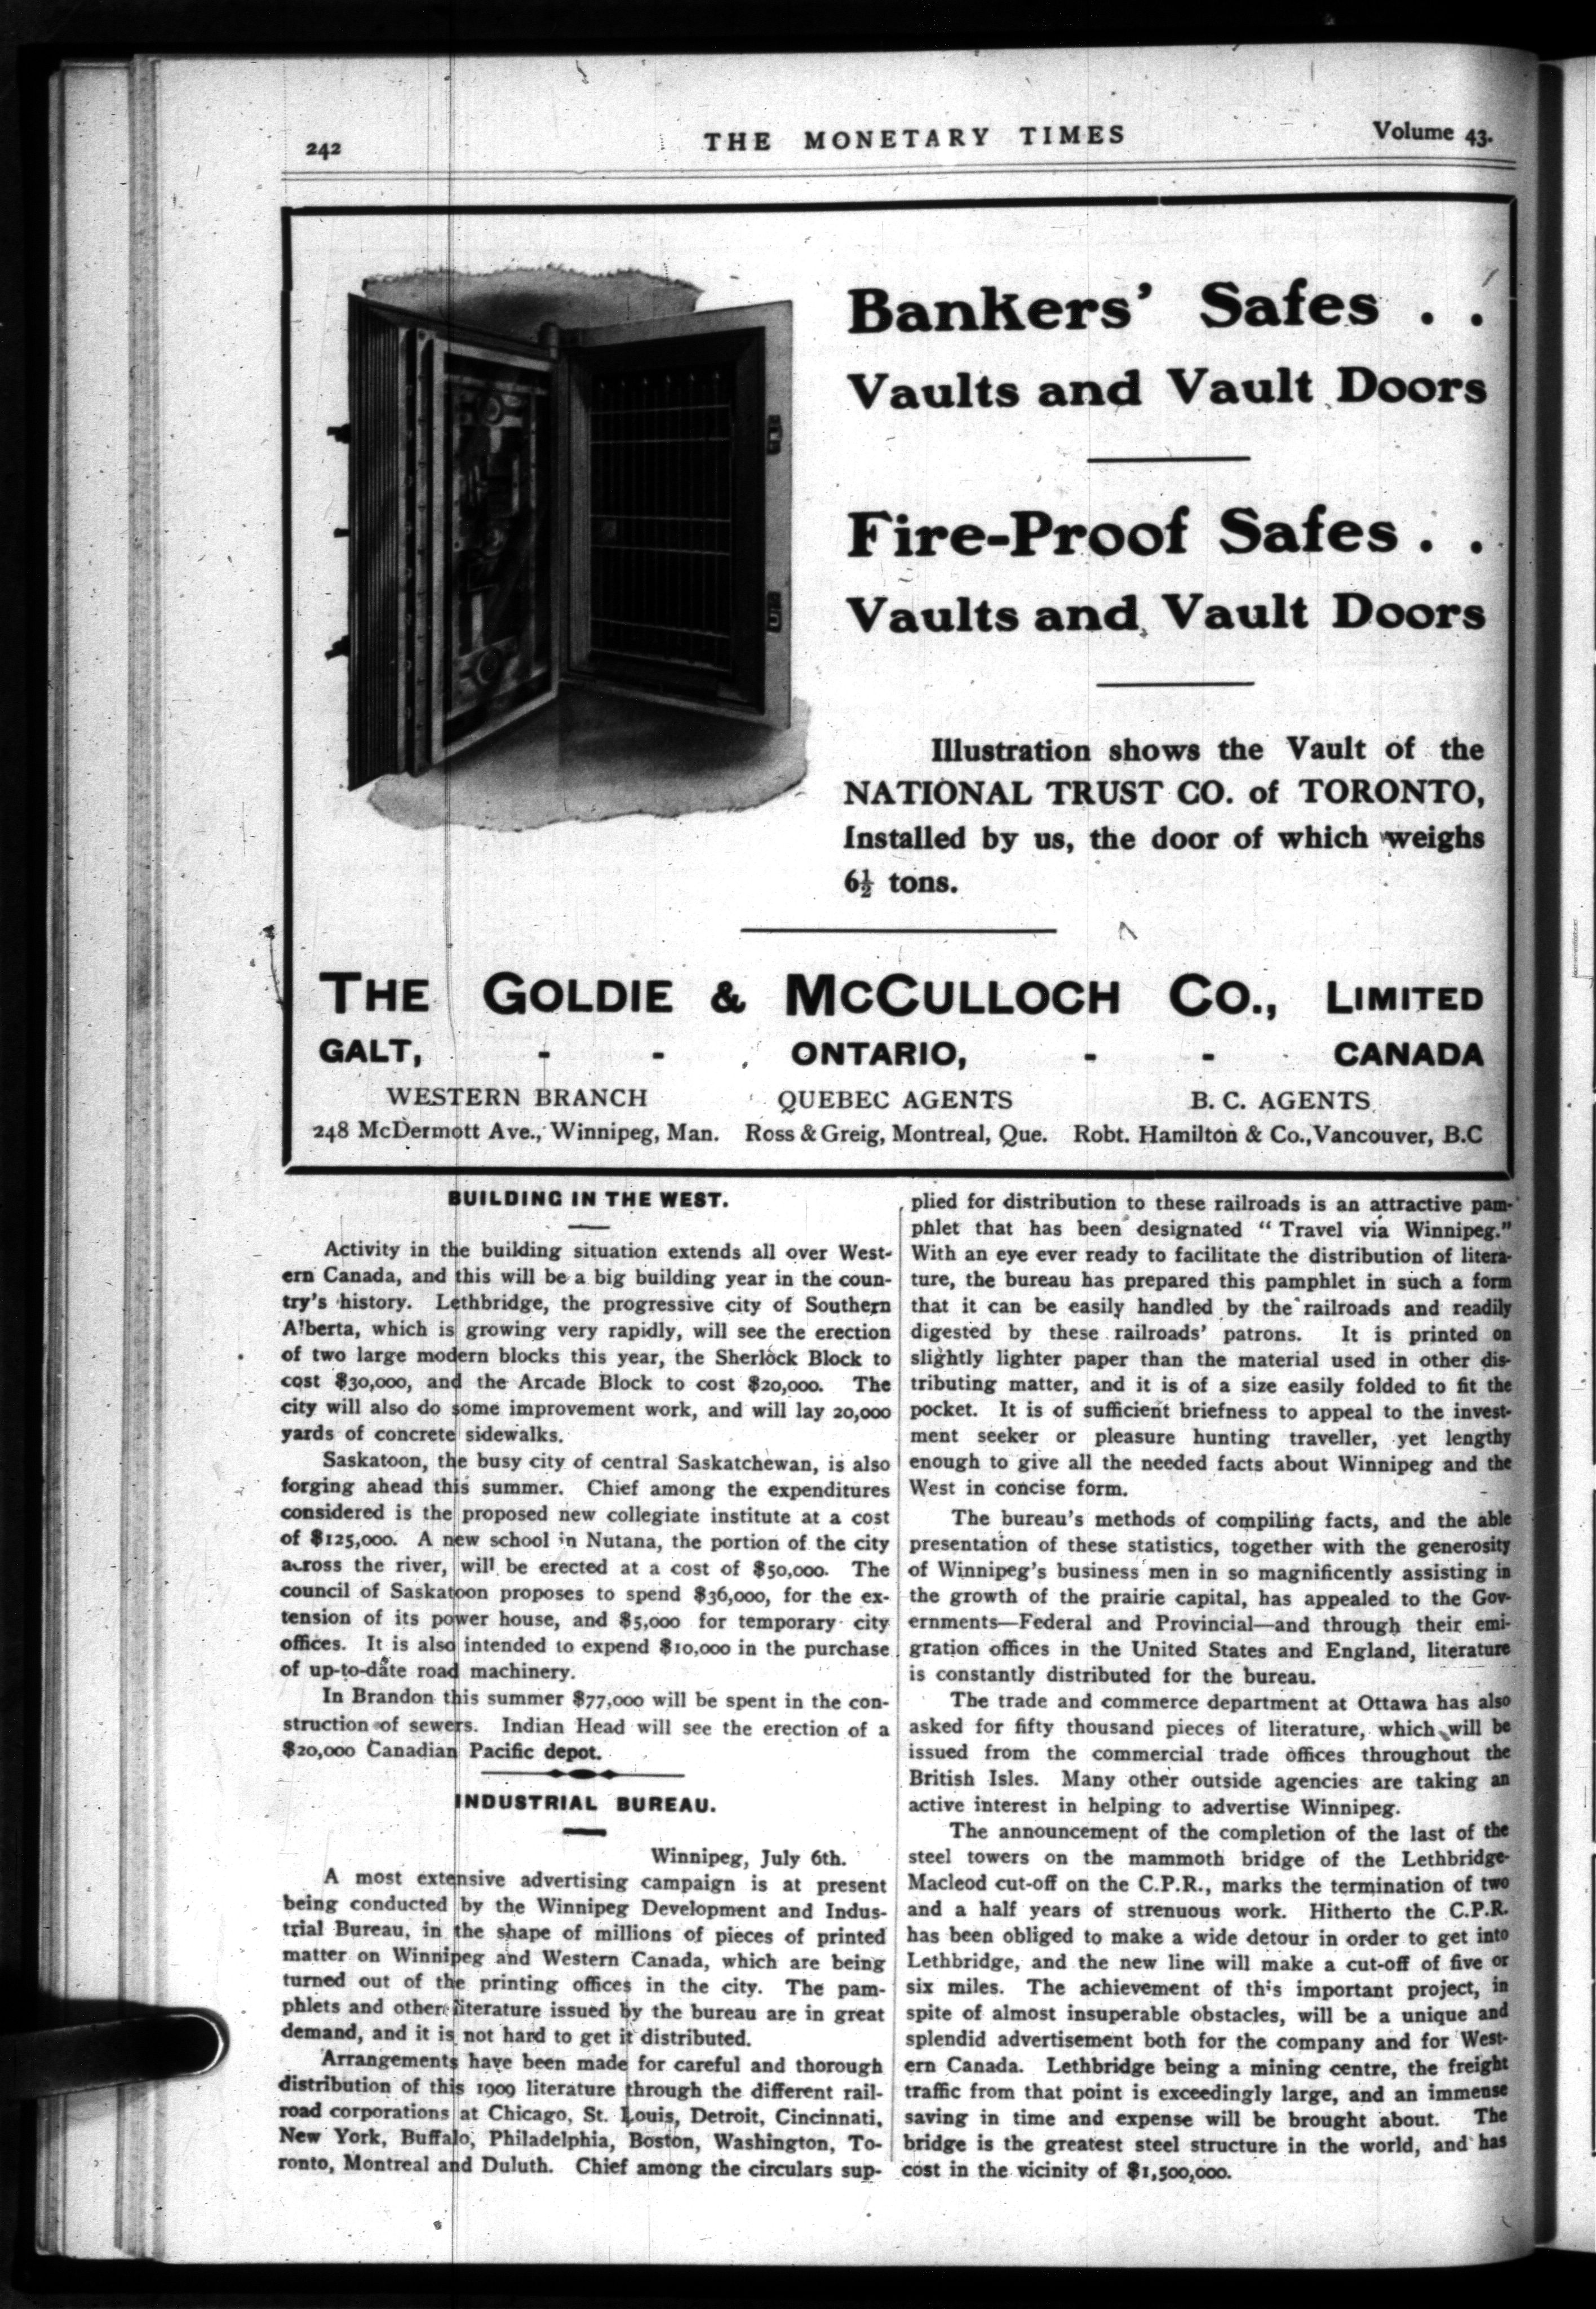 242
THE MONETARY TIMES
Volume 43.
Bankers' Safes . .
Vaults and Vault Doors
Fire-Proof Safes . .
Vaults and Vault Doors
Illustration shows the Vault of the
NATIONAL TRUST CO. of TORONTO,
Installed by us, the door of which weighs
6½ tons.
THE GOLDIE & McCULLOCH CO., LIMITED
GALT, - - ONTARIO, - - CANADA
WESTERN BRANCH
248 McDermott Ave., Winnipeg, Man.
QUEBEC AGENTS
Ross & Greig, Montreal, Que.
B. C. AGENTS
Robt. Hamilton & Co., Vancouver, B.C
BUILDING IN THE WEST.
Activity in the building situation extends all over West-
ern Canada, and this will be a big building year in the coun-
try's history. Lethbridge, the progressive city of Southern
Alberta, which is growing very rapidly, will see the erection
of two large modern blocks this year, the Sherlock Block to
cost $30,000, and the Arcade Block to cost $20,000. The
city will also do some improvement work, and will lay 20,000
yards of concrete sidewalks.
Saskatoon, the busy city of central Saskatchewan, is also
forging ahead this summer. Chief among the expenditures
considered is the proposed new collegiate institute at a cost
of $125,000. A new school in Nutana, the portion of the city
across the river, will be erected at a cost of $50,000. The
council of Saskatoon proposes to spend $36,000, for the ex-
tension of its power house, and $5,000 for temporary city
offices. It is also intended to expend $10,000 in the purchase
of up-to-date road machinery.
In Brandon this summer $77,000 will be spent in the con-
struction of sewers. Indian Head will see the erection of a
$20,000 Canadian Pacific depot.
INDUSTRIAL BUREAU.
Winnipeg, July 6th.
A most extensive advertising campaign is at present
being conducted by the Winnipeg Development and Indus-
trial Bureau, in the shape of millions of pieces of printed
matter on Winnipeg and Western Canada, which are being
turned out of the printing offices in the city. The pam-
phlets and other literature issued by the bureau are in great
demand, and it is not hard to get it distributed.
Arrangements have been made for careful and thorough
distribution of this 1909 literature through the different rail-
road corporations at Chicago, St. Louis, Detroit, Cincinnati,
New York, Buffalo, Philadelphia, Boston, Washington, To-
ronto, Montreal and Duluth. Chief among the circulars sup-
plied for distribution to these railroads is an attractive pam-
phlet that has been designated "Travel via Winnipeg."
With an eye ever ready to facilitate the distribution of litera-
ture, the bureau has prepared this pamphlet in such a form
that it can be easily handled by the railroads and readily
digested by these railroads' patrons. It is printed on
slightly lighter paper than the material used in other dis-
tributing matter, and it is of a size easily folded to fit the
pocket. It is of sufficient briefness to appeal to the invest-
ment seeker or pleasure hunting traveller, yet lengthy
enough to give all the needed facts about Winnipeg and the
West in concise form.
The bureau's methods of compiling facts, and the able
presentation of these statistics, together with the generosity
of Winnipeg's business men in so magnificently assisting in
the growth of the prairie capital, has appealed to the Gov-
ernments—Federal and Provincial—and through their emi-
gration offices in the United States and England, literature
is constantly distributed for the bureau.
The trade and commerce department at Ottawa has also
asked for fifty thousand pieces of literature, which will be
issued from the commercial trade offices throughout the
British Isles. Many other outside agencies are taking an
active interest in helping to advertise Winnipeg.
The announcement of the completion of the last of the
steel towers on the mammoth bridge of the Lethbridge-
Macleod cut-off on the C.P.R., marks the termination of two
and a half years of strenuous work. Hitherto the C.P.R.
has been obliged to make a wide detour in order to get into
Lethbridge, and the new line will make a cut-off of five or
six miles. The achievement of this important project, in
spite of almost insuperable obstacles, will be a unique and
splendid advertisement both for the company and for West-
ern Canada. Lethbridge being a mining centre, the freight
traffic from that point is exceedingly large, and an immense
saving in time and expense will be brought about. The
bridge is the greatest steel structure in the world, and has
cost in the vicinity of $1,500,000.